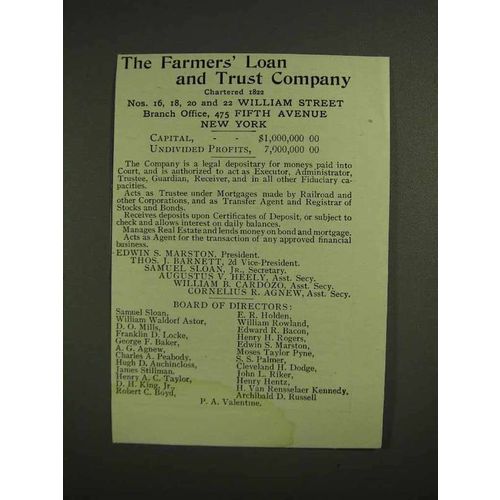 The Farmers' Loan
and Trust Company
Chartered 1822
Nos. 16, 18, 20 and 22 WILLIAM STREET
Branch Office, 475 FIFTH AVENUE
NEW YORK
CAPITAL, - - $1,000,000 00
UNDIVIDED PROFITS, 7,000,000 00
The Company is a legal depositary for moneys paid into
Court, and is authorized to act as Executor, Administrator,
Trustee, Guardian, Receiver, and in all other Fiduciary ca-
pacities.
Acts as Trustee under Mortgages made by Railroad and
other Corporations, and as Transfer Agent and Registrar of
Stocks and Bonds.
Receives deposits upon Certificates of Deposit, or subject to
check and allows interest on daily balances.
Manages Real Estate and lends money on bond and mortgage.
Acts as Agent for the transaction of any approved financial
business.
EDWIN S. MARSTON, President.
THOS. J. BARNETT, 2d Vice-President.
SAMUEL SLOAN, Jr., Secretary.
AUGUSTUS V. HEELY, Asst. Secy.
WILLIAM B. CARDOZO, Asst. Secy.
CORNELIUS R. AGNEW, Asst. Secy.
BOARD OF DIRECTORS:
Samuel Sloan,
William Waldorf Astor,
D. O. Mills,
Franklin D. Locke,
George F. Baker,
A. G. Agnew,
Charles A. Peabody,
Hugh D. Auchincloss,
James Stillman,
Henry A. C. Taylor,
D. H. King, Jr.,
Robert C. Boyd,
E. R. Holden,
William Rowland,
Edward R. Bacon,
Henry H. Rogers,
Edwin S. Marston,
Moses Taylor Pyne,
S. S. Palmer,
Cleveland H. Dodge,
John L. Riker,
Henry Hentz,
H. Van Rensselaer Kennedy,
Archibald D. Russell
P. A. Valentine.